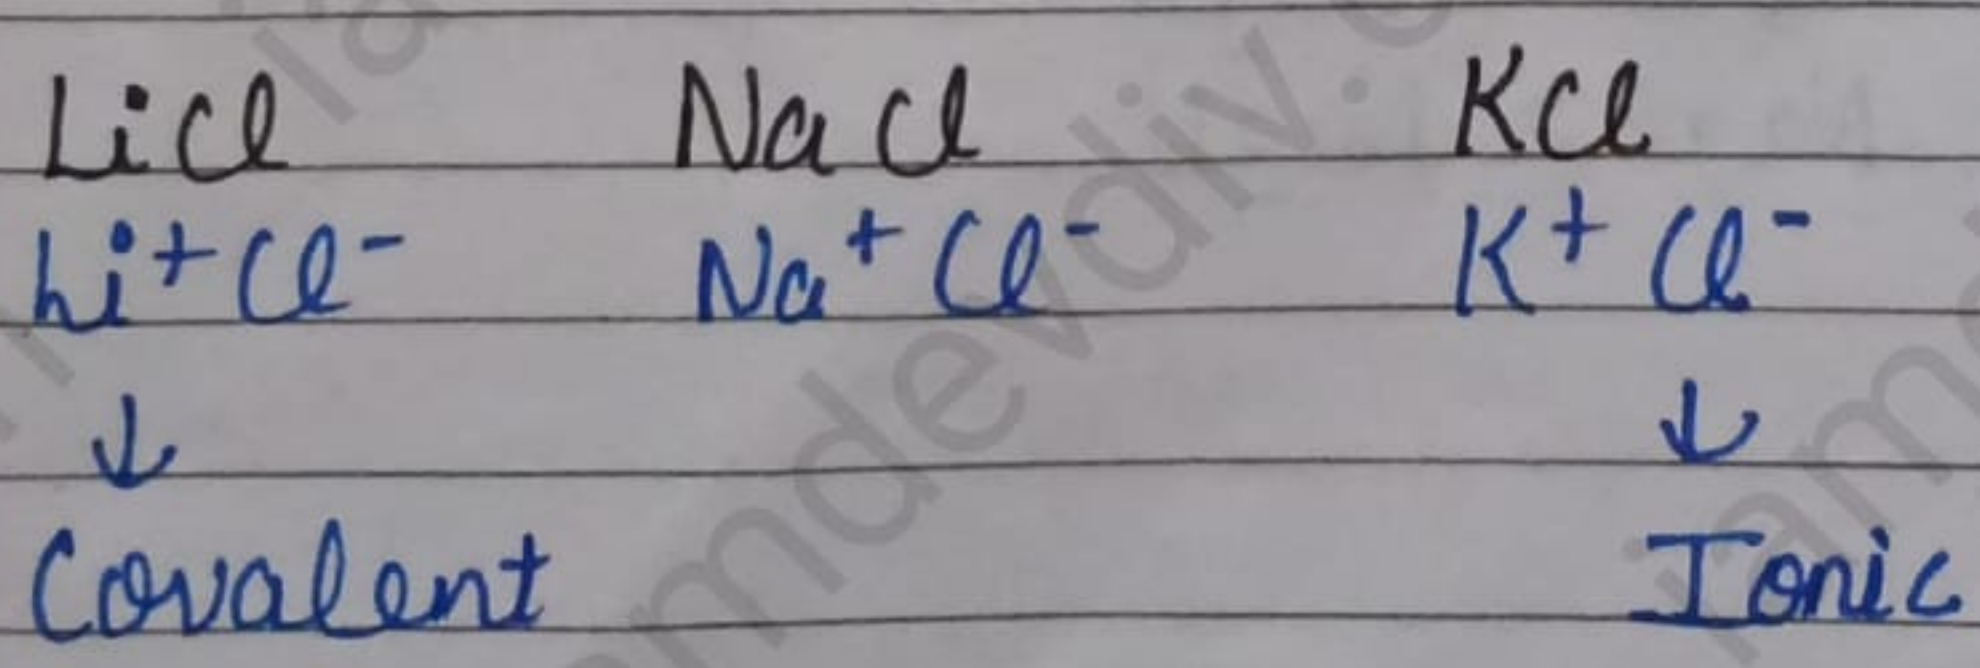 LiCl NaCl KCl
Li+Cl- Na+Cl- K+Cl-
↓ ↓
Covalent Ionic